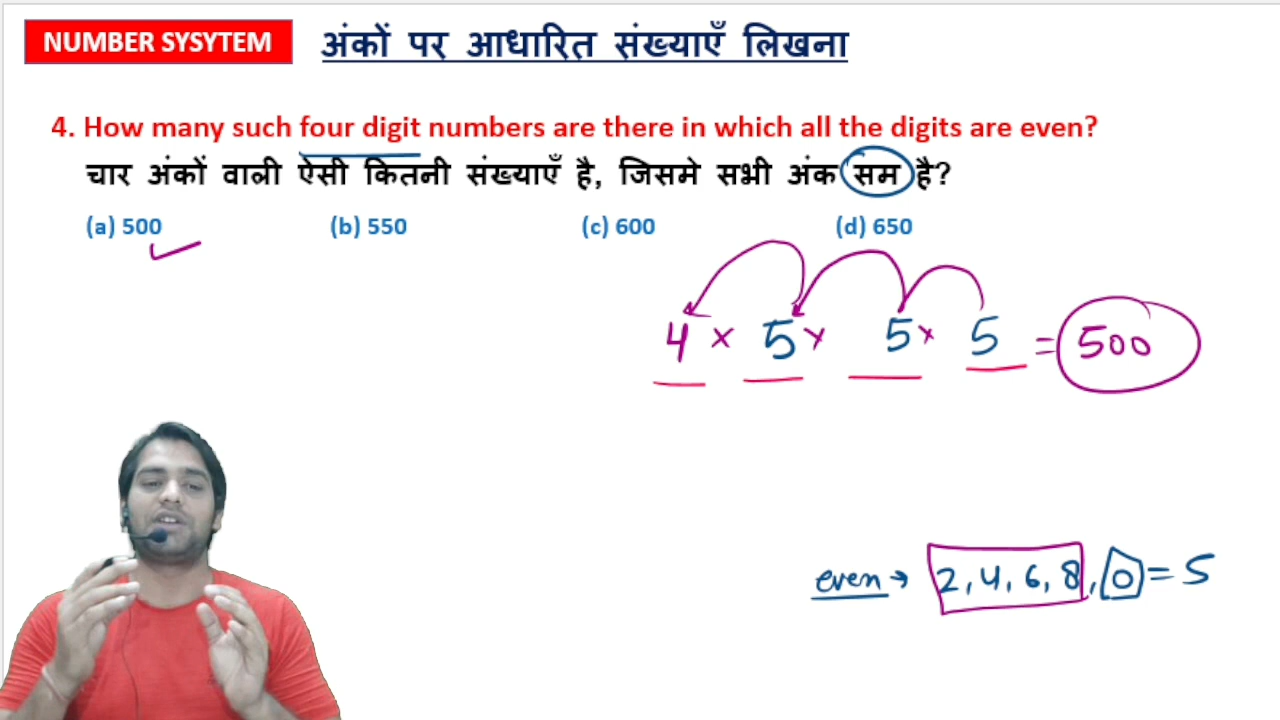 NUMBER SYSYTEM
अंकों पर आधारित संख्याएँ लिखना
4. How many such four digit numbers are there in which all the digits are even?
चार अंकों वाली ऐसी कितनी संख्याएँ है, जिसमे सभी अंक सम है?
(a) 500 (b) 550 (c) 600 (d) 650
4 × 5 × 5 × 5 = 500
even → 2, 4, 6, 8, 0 = 5